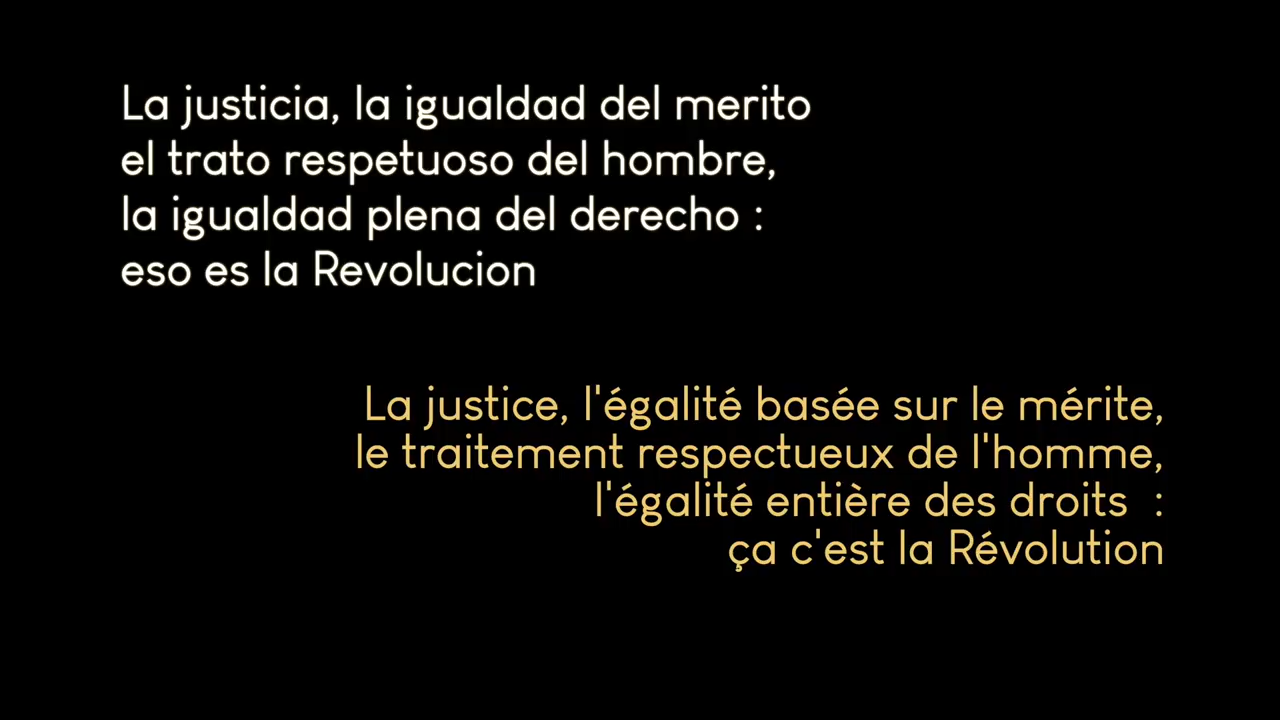 La justicia, la igualdad del merito
el trato respetuoso del hombre,
la igualdad plena del derecho :
eso es la Revolucion
La justice, l'égalité basée sur le mérite,
le traitement respectueux de l'homme,
l'égalité entière des droits  :
ça c'est la Révolution